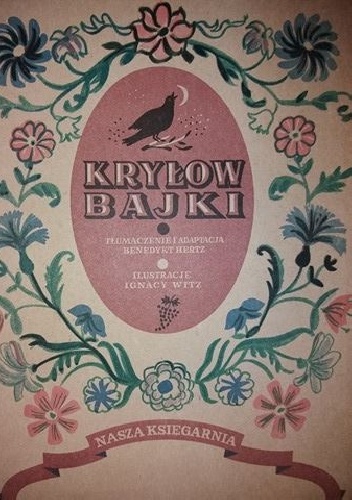 KRYŁOW
BAJKI
TŁUMACZENIE I ADAPTACJA
BENEDYKT HERTZ
ILUSTRACJE
IGNACY WITZ
NASZA KSIĘGARNIA